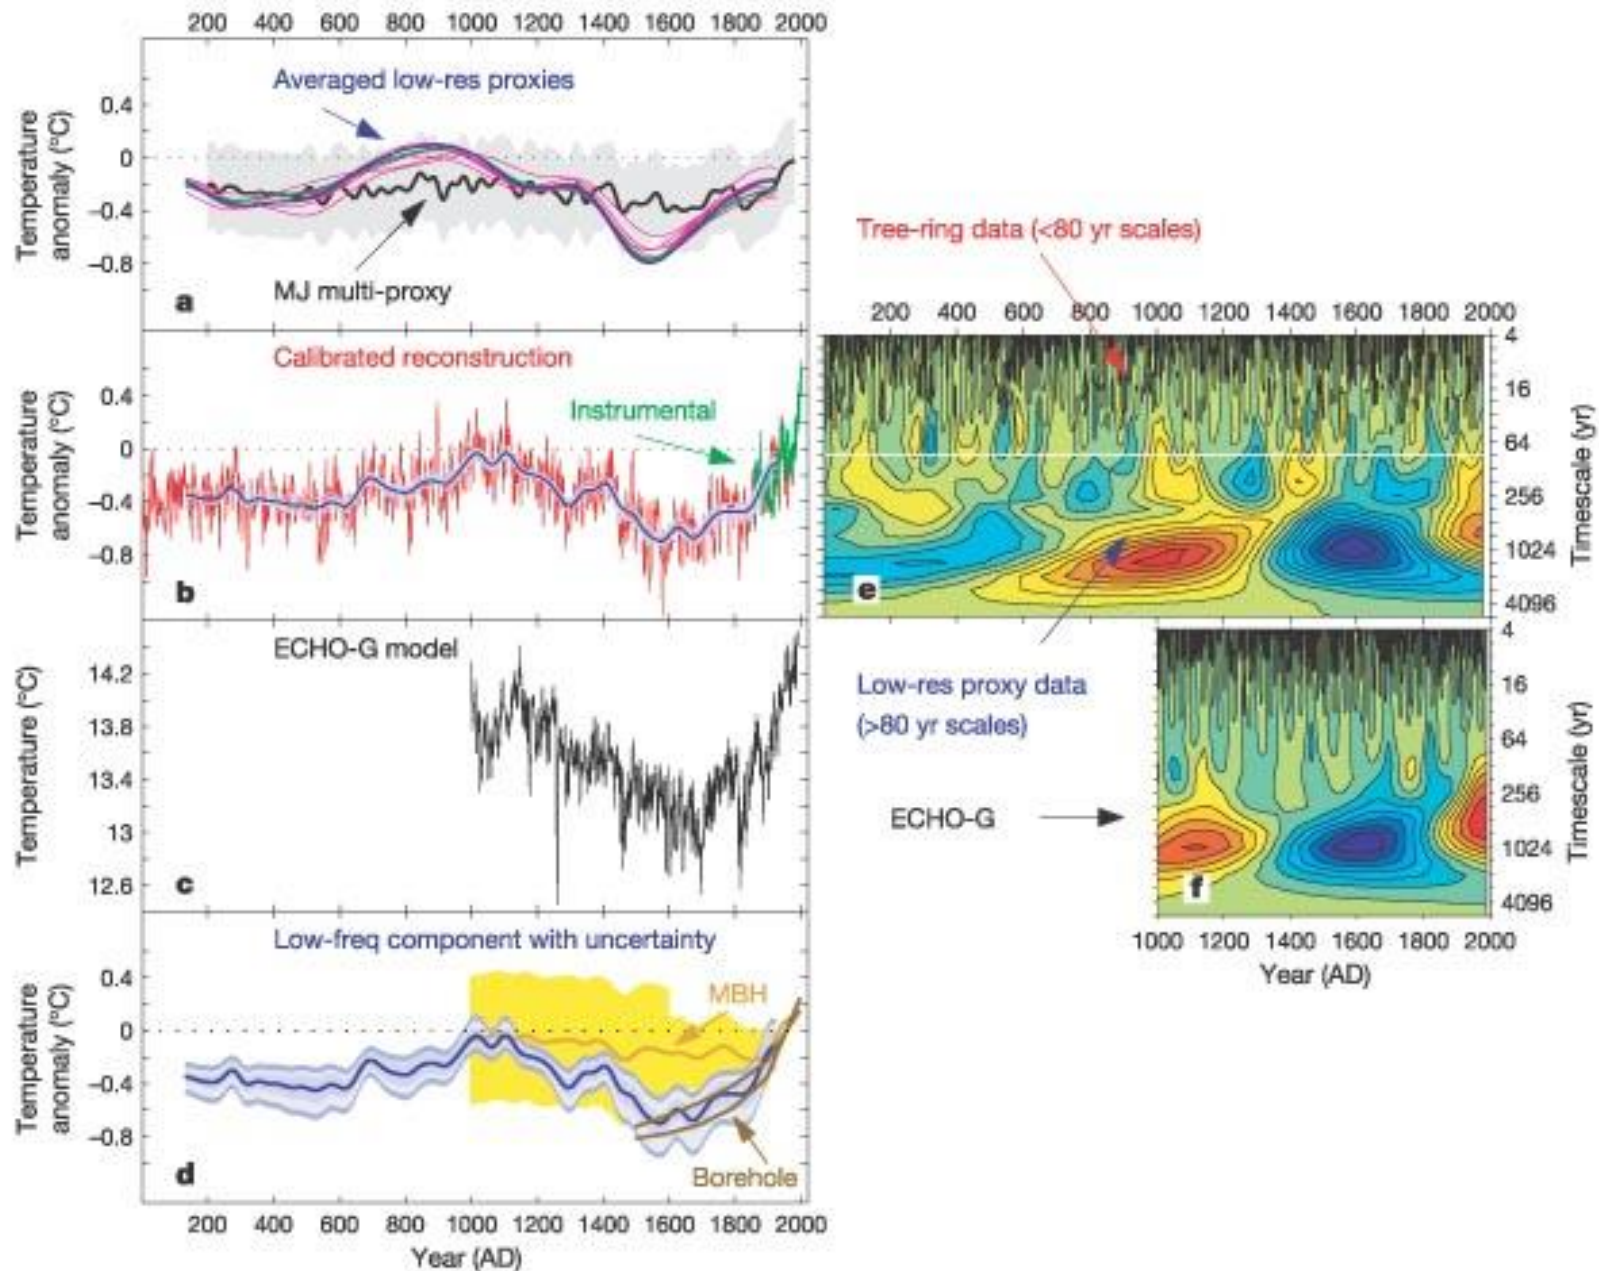 200 400 600 800 1000 1200 1400 1600 1800 2000
Averaged low-res proxies
Temperature
anomaly (°C)
0.4
0
–0.4
–0.8
MJ multi-proxy
a
Calibrated reconstruction
Instrumental
Temperature
anomaly (°C)
0.4
0
–0.4
–0.8
b
ECHO-G model
Temperature (°C)
14.2
13.8
13.4
13
12.6
c
Low-freq component with uncertainty
MBH
Temperature
anomaly (°C)
0.4
0
–0.4
–0.8
Borehole
d
200 400 600 800 1000 1200 1400 1600 1800 2000
Year (AD)
Tree-ring data (<80 yr scales)
200 400 600 800 1000 1200 1400 1600 1800 2000
4
16
64
256
1024
4096
Timescale (yr)
e
Low-res proxy data
(>80 yr scales)
ECHO-G
4
16
64
256
1024
4096
Timescale (yr)
f
1000 1200 1400 1600 1800 2000
Year (AD)